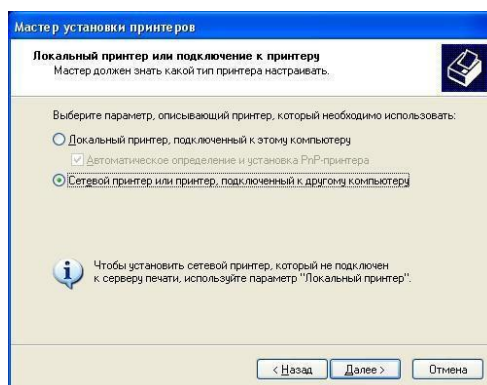 Мастер установки принтеров
Локальный принтер или подключение к принтеру
Мастер должен знать какой тип принтера настраивать.
Выберите параметр, описывающий принтер, который необходимо использовать:
Локальный принтер, подключенный к этому компьютеру
Автоматическое определение и установка PnP-принтера
Сетевой принтер или принтер, подключенный к другому компьютеру
Чтобы установить сетевой принтер, который не подключен
к серверу печати, используйте параметр "Локальный принтер".
< Назад Далее > Отмена